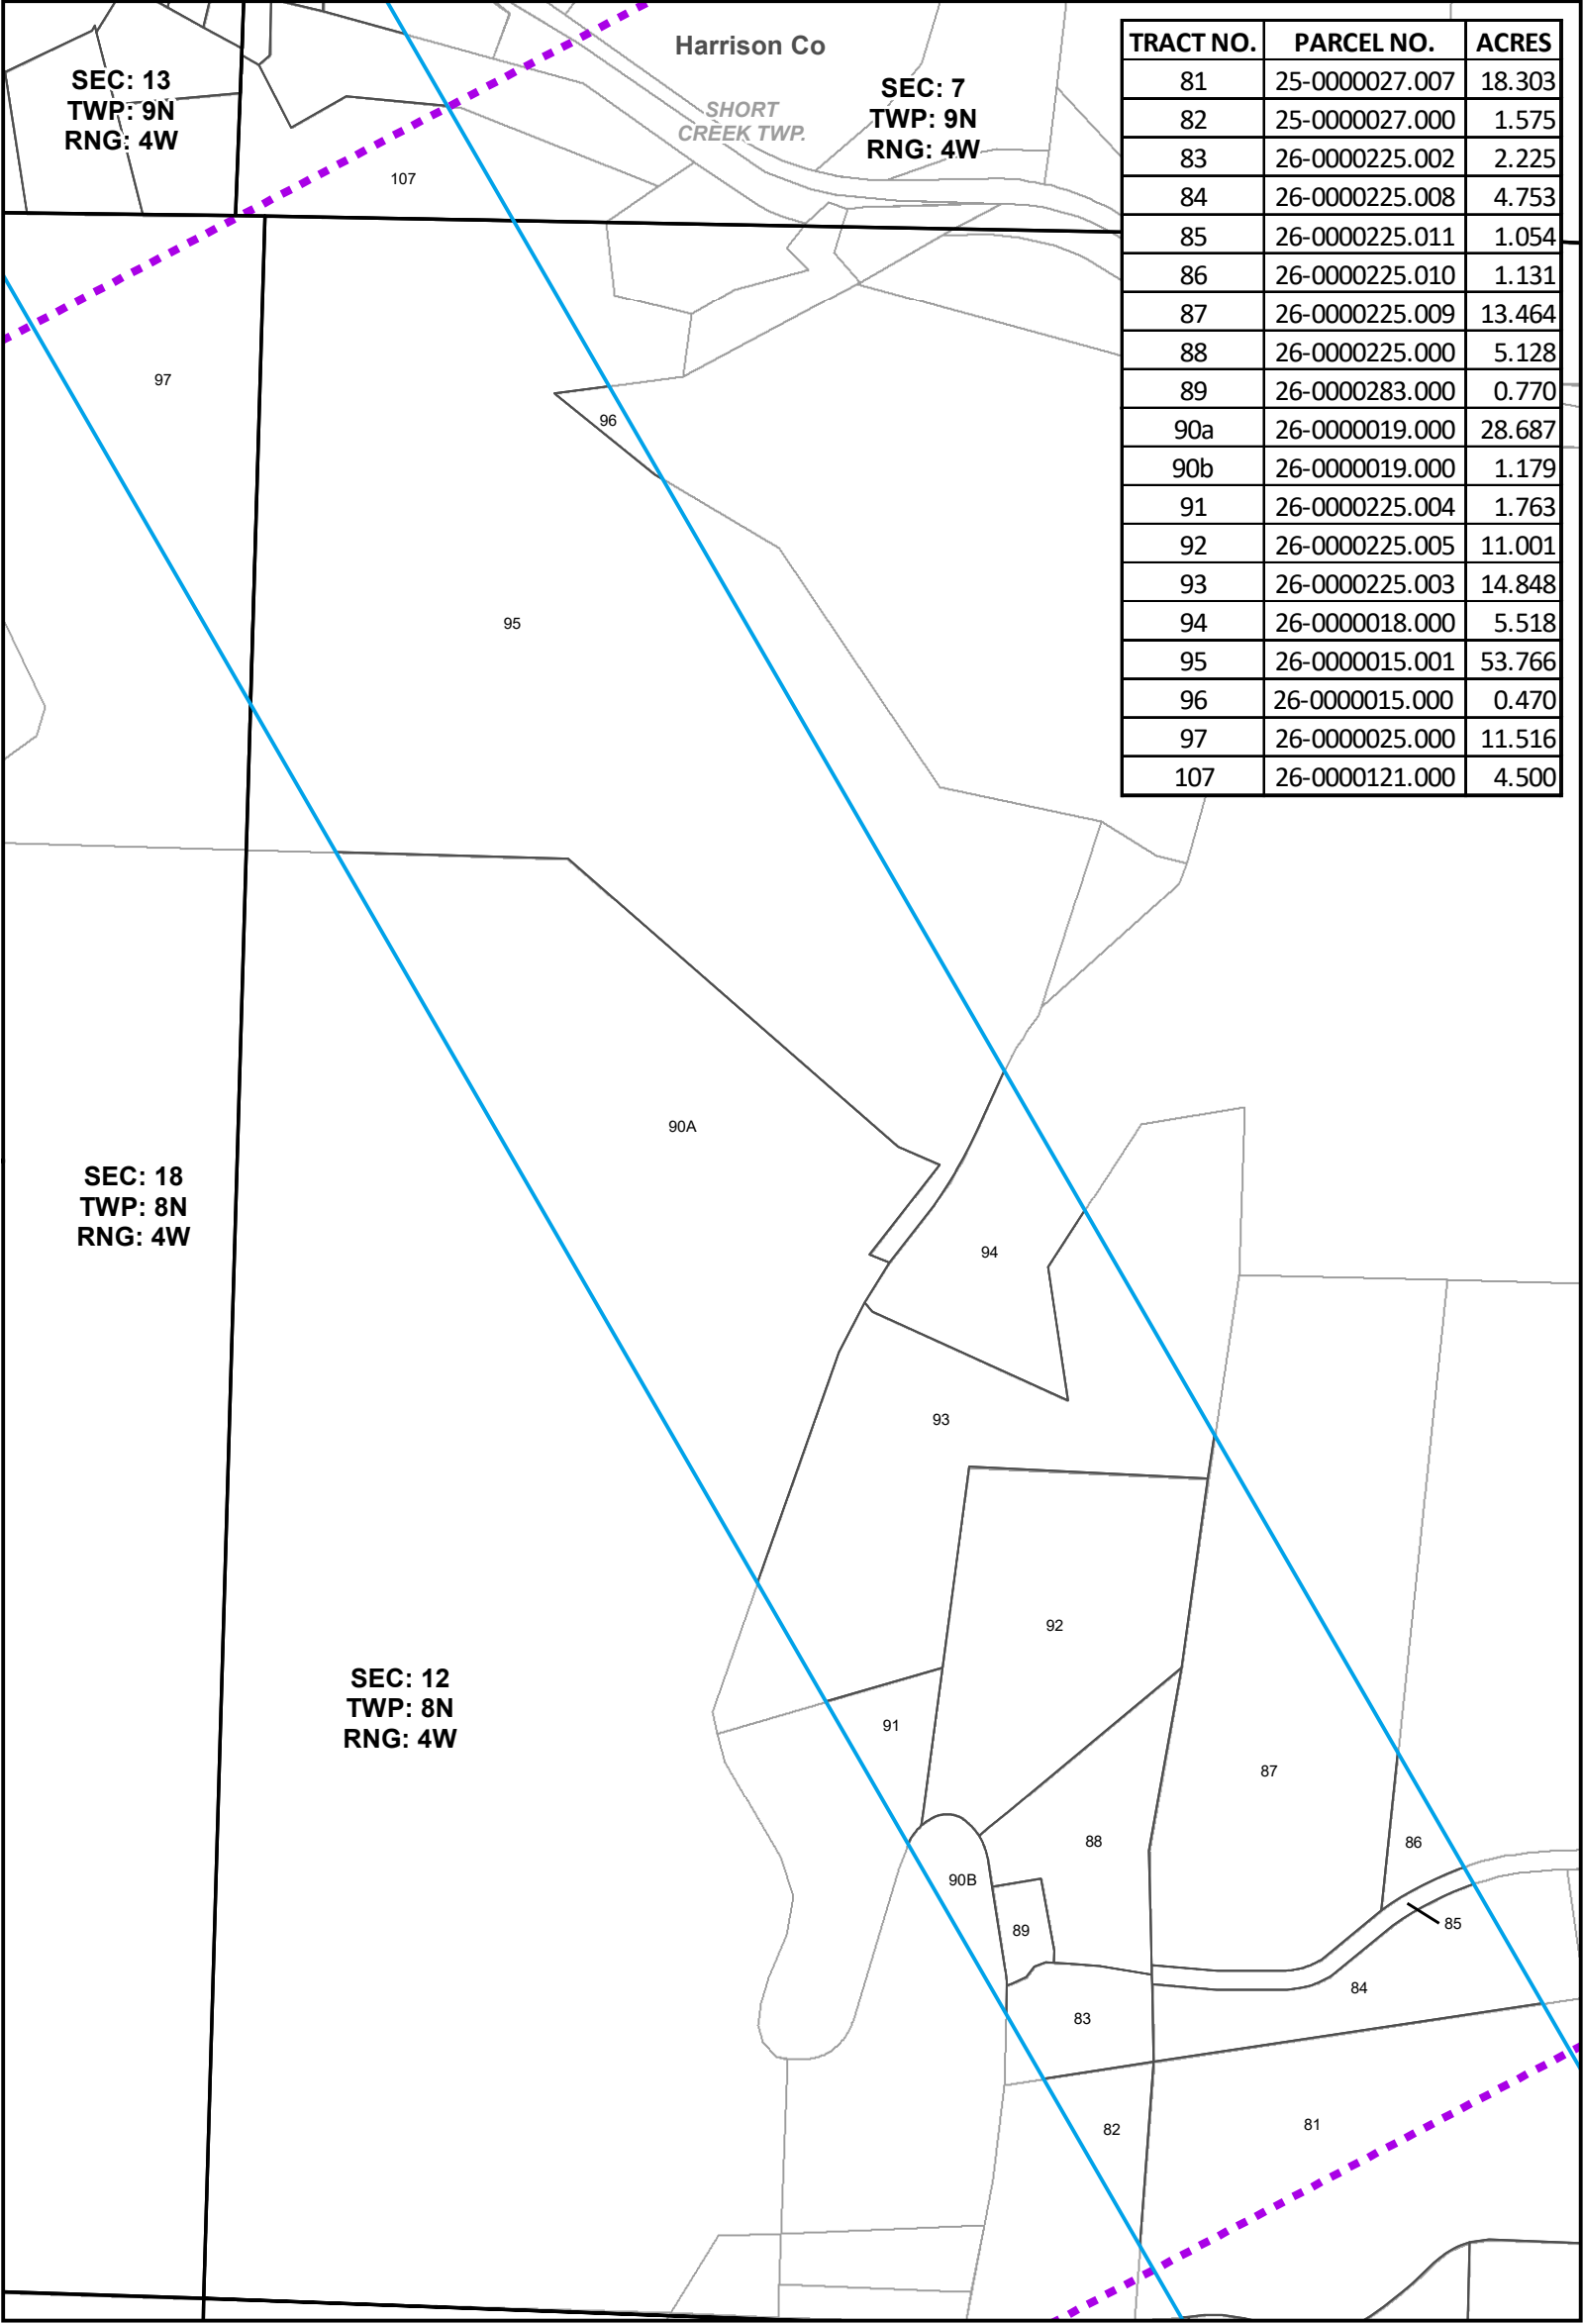 Harrison Co
SEC: 13
TWP: 9N
RNG: 4W
SHORT
CREEK TWP.
SEC: 7
TWP: 9N
RNG: 4W
TRACT NO. PARCEL NO. ACRES
81 25-0000027.007 18.303
82 25-0000027.000 1.575
83 26-0000225.002 2.225
84 26-0000225.008 4.753
85 26-0000225.011 1.054
86 26-0000225.010 1.131
87 26-0000225.009 13.464
88 26-0000225.000 5.128
89 26-0000283.000 0.770
90a 26-0000019.000 28.687
90b 26-0000019.000 1.179
91 26-0000225.004 1.763
92 26-0000225.005 11.001
93 26-0000225.003 14.848
94 26-0000018.000 5.518
95 26-0000015.001 53.766
96 26-0000015.000 0.470
97 26-0000025.000 11.516
107 26-0000121.000 4.500
107
97
96
95
90A
SEC: 18
TWP: 8N
RNG: 4W
94
93
92
SEC: 12
TWP: 8N
RNG: 4W
91
87
88
86
90B
89
85
84
83
82
81